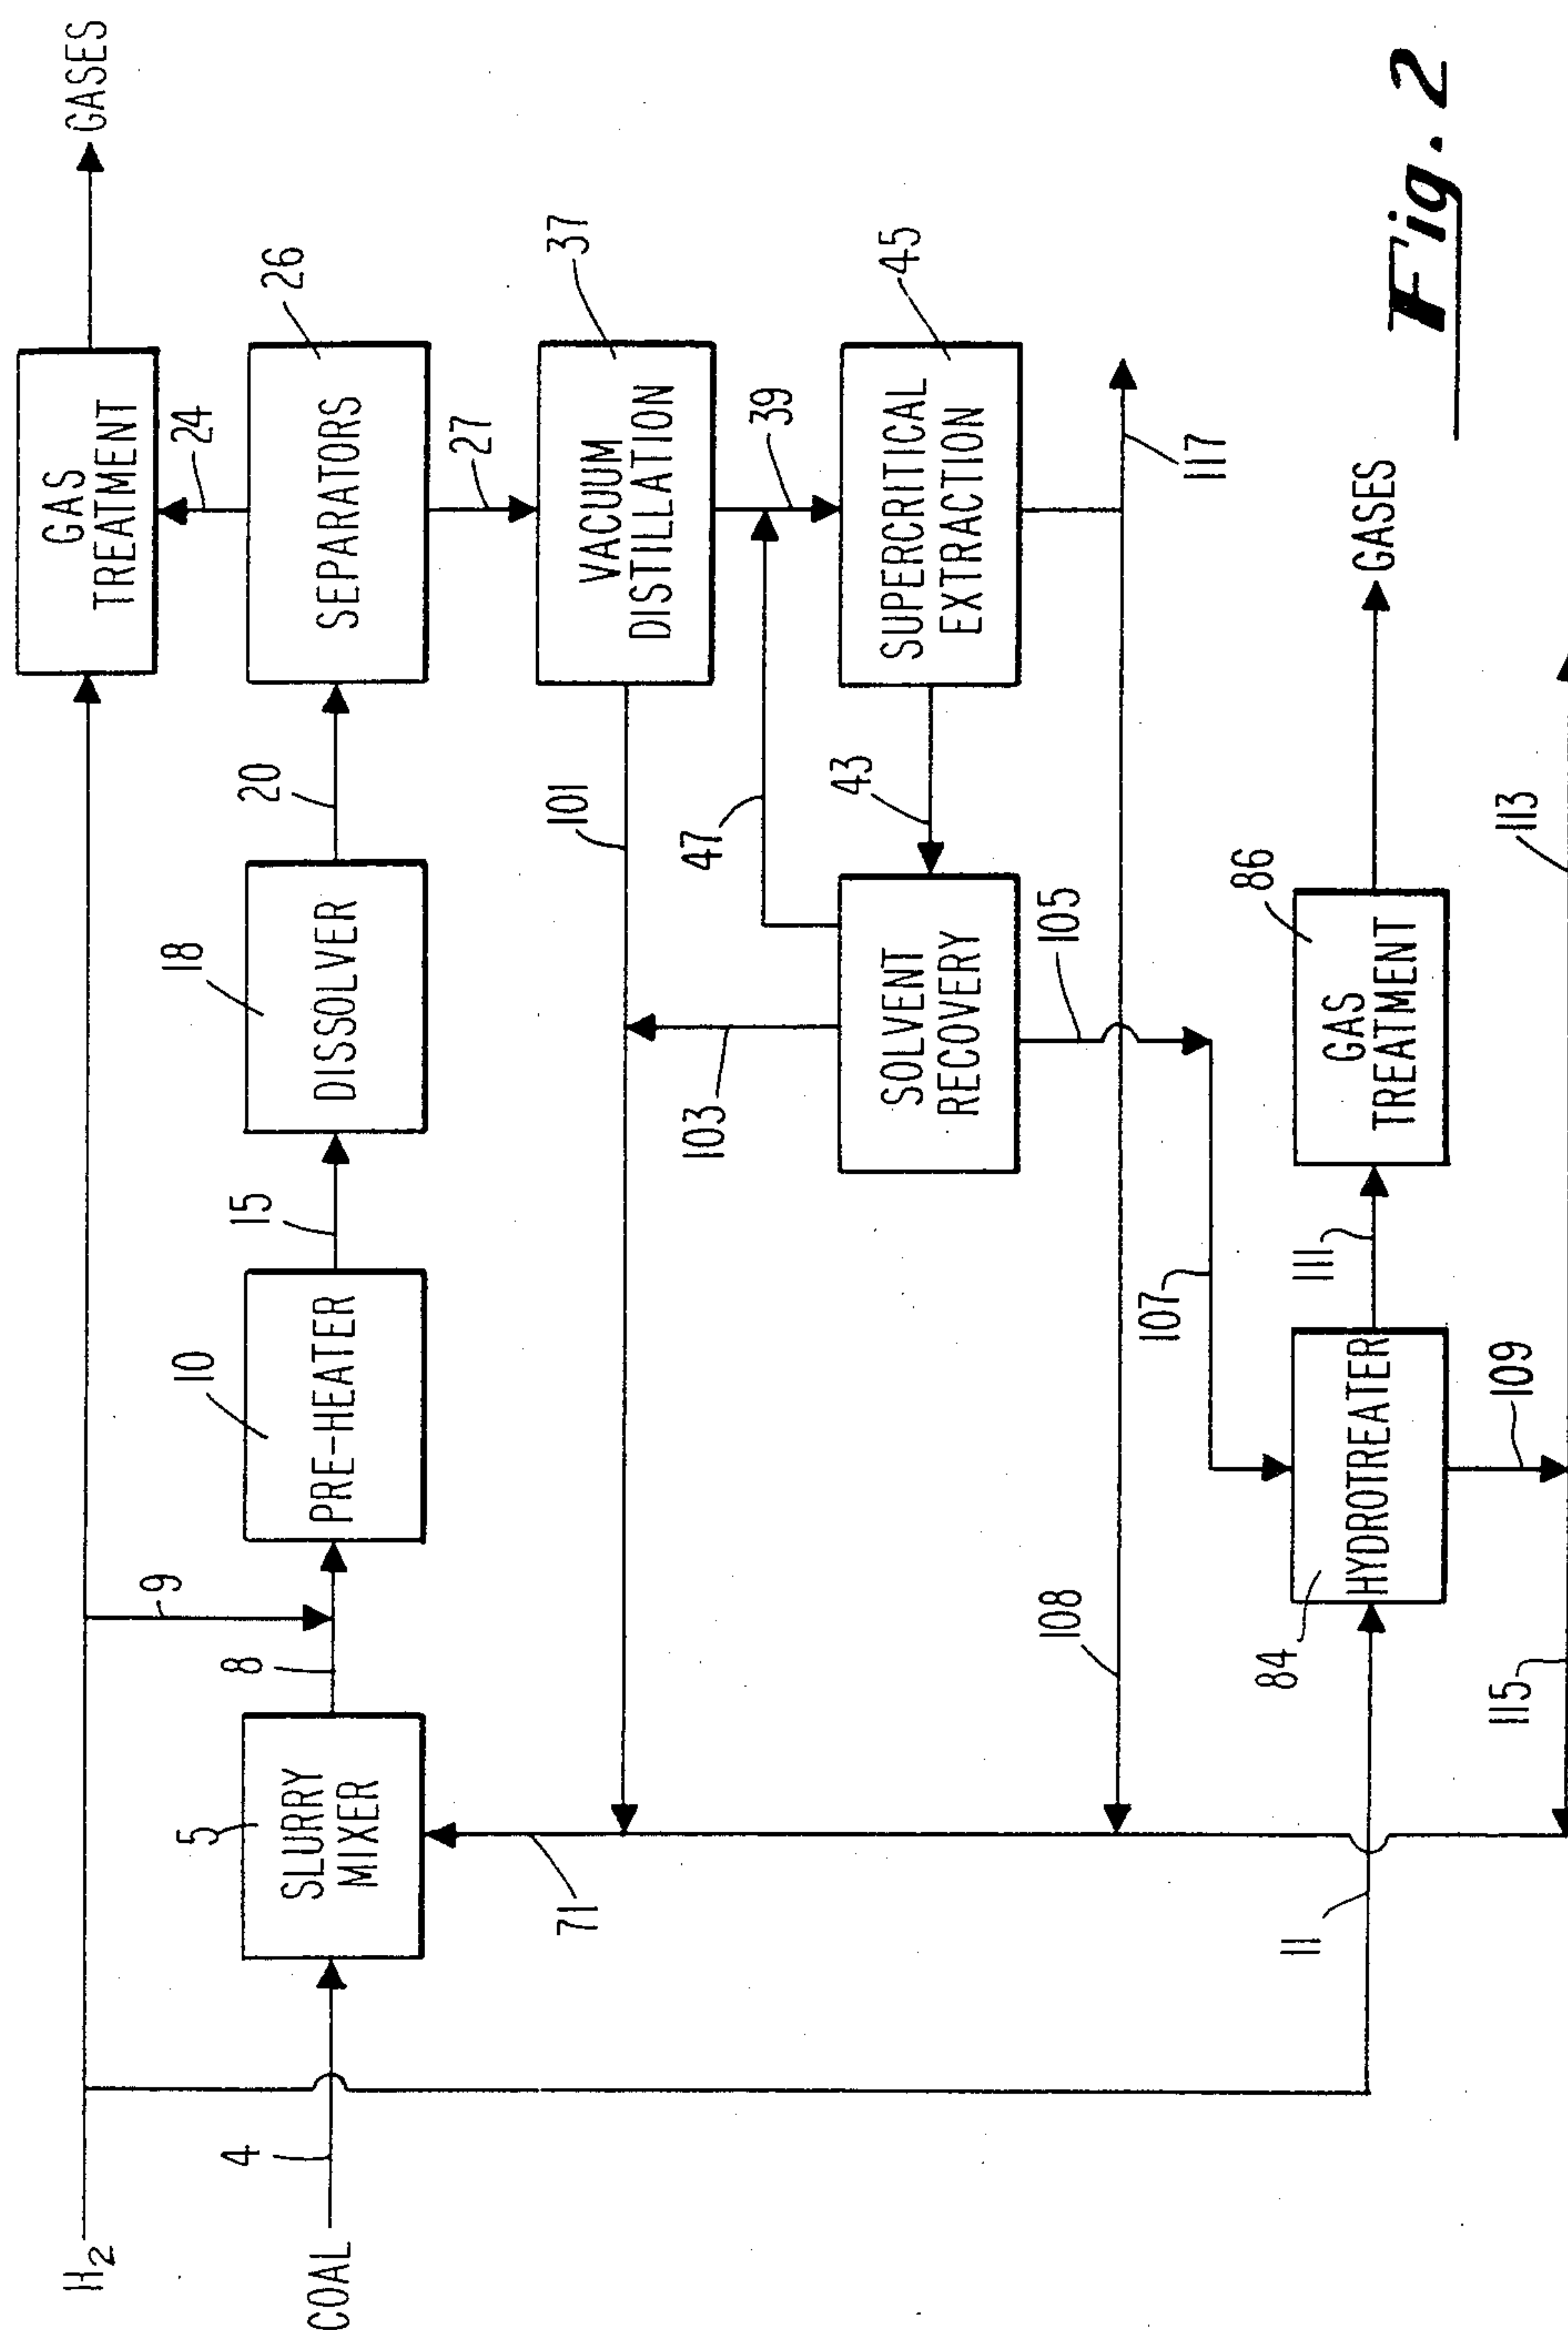 H2
GAS
TREATMENT
GASES
9
24
COAL
4
5
SLURRY
MIXER
8
10
PRE-HEATER
15
18
DISSOLVER
20
26
SEPARATORS
27
71
101
37
VACUUM
DISTILLATION
47
39
103
43
SOLVENT
RECOVERY
45
SUPERCRITICAL
EXTRACTION
105
108
117
107
11
84
HYDROTREATER
111
86
GAS
TREATMENT
GASES
109
115
113
Fig. 2